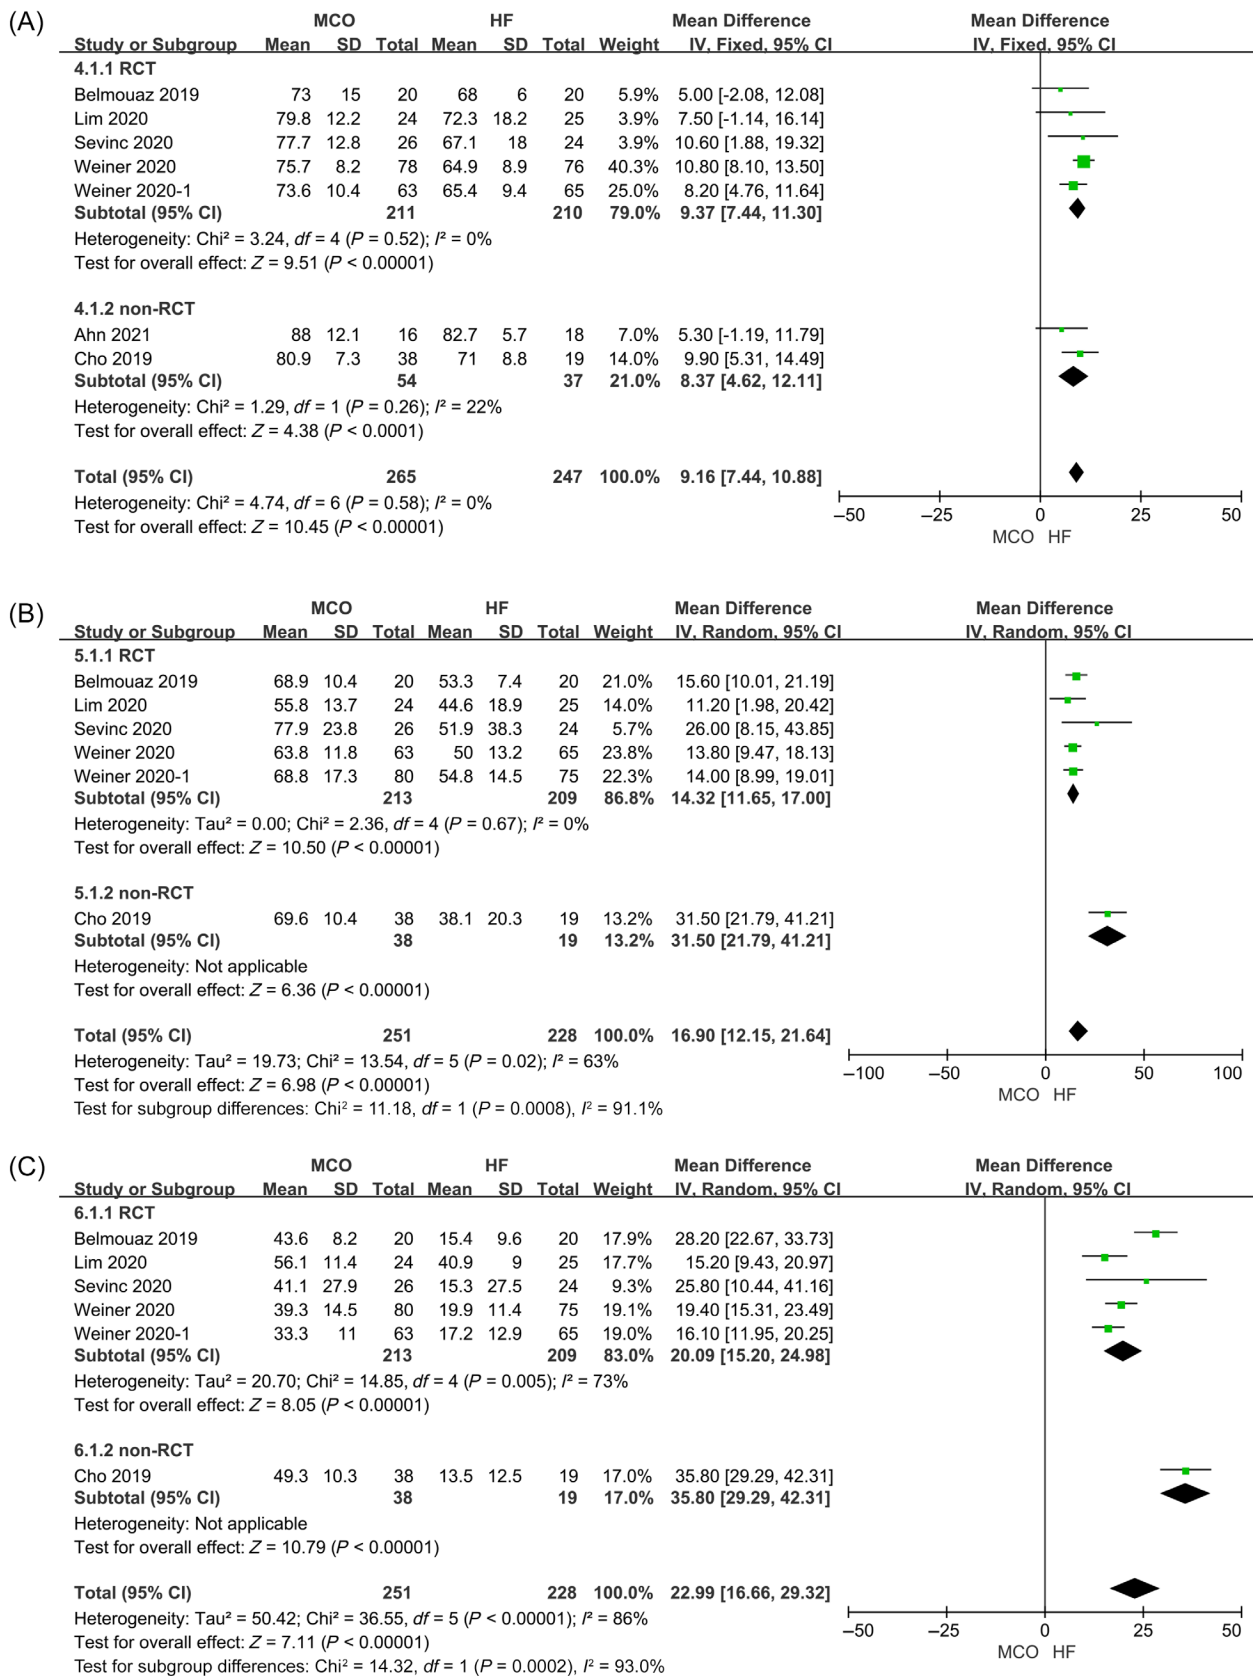 (A)
MCO HF Mean Difference Mean Difference
Study or Subgroup Mean SD Total Mean SD Total Weight IV, Fixed, 95% CI IV, Fixed, 95% CI
4.1.1 RCT
Belmouaz 2019 73 15 20 68 6 20 5.9% 5.00 [-2.08, 12.08]
Lim 2020 79.8 12.2 24 72.3 18.2 25 3.9% 7.50 [-1.14, 16.14]
Sevinc 2020 77.7 12.8 26 67.1 18 24 3.9% 10.60 [1.88, 19.32]
Weiner 2020 75.7 8.2 78 64.9 8.9 76 40.3% 10.80 [8.10, 13.50]
Weiner 2020-1 73.6 10.4 63 65.4 9.4 65 25.0% 8.20 [4.76, 11.64]
Subtotal (95% CI) 211 210 79.0% 9.37 [7.44, 11.30]
Heterogeneity: Chi² = 3.24, df = 4 (P = 0.52); I² = 0%
Test for overall effect: Z = 9.51 (P < 0.00001)
4.1.2 non-RCT
Ahn 2021 88 12.1 16 82.7 5.7 18 7.0% 5.30 [-1.19, 11.79]
Cho 2019 80.9 7.3 38 71 8.8 19 14.0% 9.90 [5.31, 14.49]
Subtotal (95% CI) 54 37 21.0% 8.37 [4.62, 12.11]
Heterogeneity: Chi² = 1.29, df = 1 (P = 0.26); I² = 22%
Test for overall effect: Z = 4.38 (P < 0.0001)
Total (95% CI) 265 247 100.0% 9.16 [7.44, 10.88]
Heterogeneity: Chi² = 4.74, df = 6 (P = 0.58); I² = 0%
Test for overall effect: Z = 10.45 (P < 0.00001)
−50 −25 0 25 50
MCO HF
(B)
MCO HF Mean Difference Mean Difference
Study or Subgroup Mean SD Total Mean SD Total Weight IV, Random, 95% CI IV, Random, 95% CI
5.1.1 RCT
Belmouaz 2019 68.9 10.4 20 53.3 7.4 20 21.0% 15.60 [10.01, 21.19]
Lim 2020 55.8 13.7 24 44.6 18.9 25 14.0% 11.20 [1.98, 20.42]
Sevinc 2020 77.9 23.8 26 51.9 38.3 24 5.7% 26.00 [8.15, 43.85]
Weiner 2020 63.8 11.8 63 50 13.2 65 23.8% 13.80 [9.47, 18.13]
Weiner 2020-1 68.8 17.3 80 54.8 14.5 75 22.3% 14.00 [8.99, 19.01]
Subtotal (95% CI) 213 209 86.8% 14.32 [11.65, 17.00]
Heterogeneity: Tau² = 0.00; Chi² = 2.36, df = 4 (P = 0.67); I² = 0%
Test for overall effect: Z = 10.50 (P < 0.00001)
5.1.2 non-RCT
Cho 2019 69.6 10.4 38 38.1 20.3 19 13.2% 31.50 [21.79, 41.21]
Subtotal (95% CI) 38 19 13.2% 31.50 [21.79, 41.21]
Heterogeneity: Not applicable
Test for overall effect: Z = 6.36 (P < 0.00001)
Total (95% CI) 251 228 100.0% 16.90 [12.15, 21.64]
Heterogeneity: Tau² = 19.73; Chi² = 13.54, df = 5 (P = 0.02); I² = 63%
Test for overall effect: Z = 6.98 (P < 0.00001)
Test for subgroup differences: Chi² = 11.18, df = 1 (P = 0.0008), I² = 91.1%
−100 −50 0 50 100
MCO HF
(C)
MCO HF Mean Difference Mean Difference
Study or Subgroup Mean SD Total Mean SD Total Weight IV, Random, 95% CI IV, Random, 95% CI
6.1.1 RCT
Belmouaz 2019 43.6 8.2 20 15.4 9.6 20 17.9% 28.20 [22.67, 33.73]
Lim 2020 56.1 11.4 24 40.9 9 25 17.7% 15.20 [9.43, 20.97]
Sevinc 2020 41.1 27.9 26 15.3 27.5 24 9.3% 25.80 [10.44, 41.16]
Weiner 2020 39.3 14.5 80 19.9 11.4 75 19.1% 19.40 [15.31, 23.49]
Weiner 2020-1 33.3 11 63 17.2 12.9 65 19.0% 16.10 [11.95, 20.25]
Subtotal (95% CI) 213 209 83.0% 20.09 [15.20, 24.98]
Heterogeneity: Tau² = 20.70; Chi² = 14.85, df = 4 (P = 0.005); I² = 73%
Test for overall effect: Z = 8.05 (P < 0.00001)
6.1.2 non-RCT
Cho 2019 49.3 10.3 38 13.5 12.5 19 17.0% 35.80 [29.29, 42.31]
Subtotal (95% CI) 38 19 17.0% 35.80 [29.29, 42.31]
Heterogeneity: Not applicable
Test for overall effect: Z = 10.79 (P < 0.00001)
Total (95% CI) 251 228 100.0% 22.99 [16.66, 29.32]
Heterogeneity: Tau² = 50.42; Chi² = 36.55, df = 5 (P < 0.00001); I² = 86%
Test for overall effect: Z = 7.11 (P < 0.00001)
Test for subgroup differences: Chi² = 14.32, df = 1 (P = 0.0002), I² = 93.0%
−50 −25 0 25 50
MCO HF